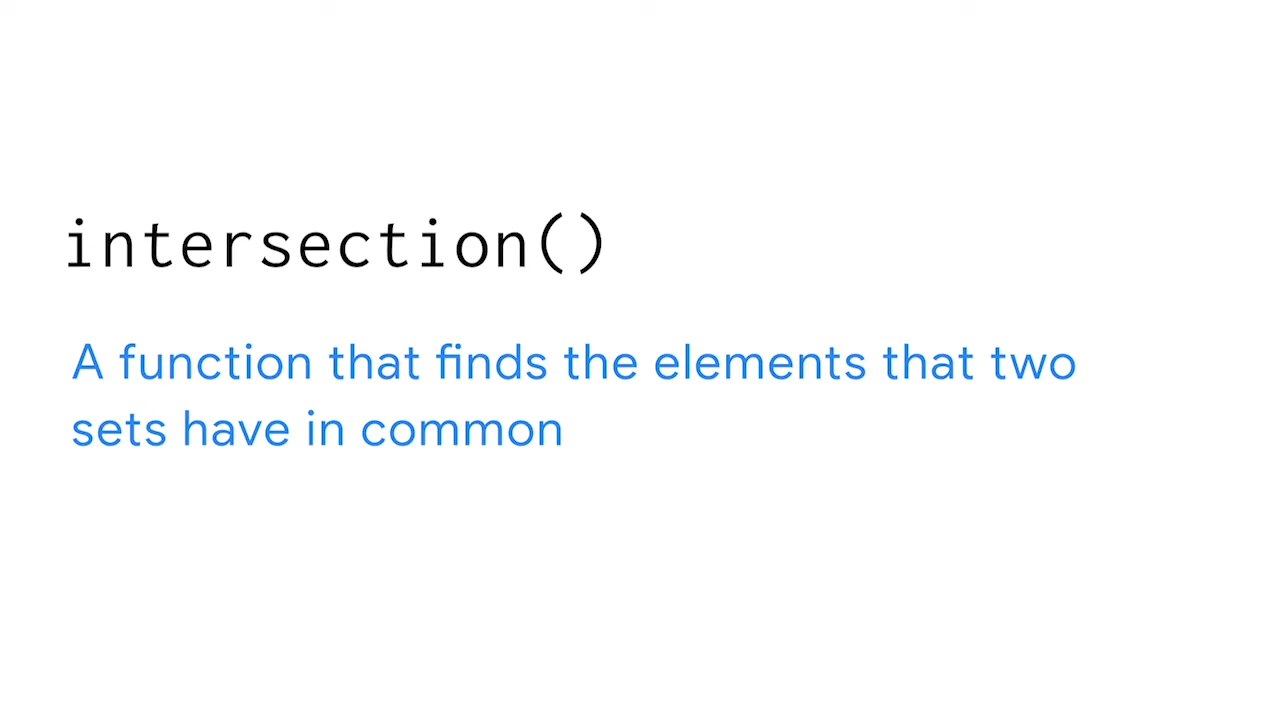 intersection()
A function that finds the elements that two
sets have in common